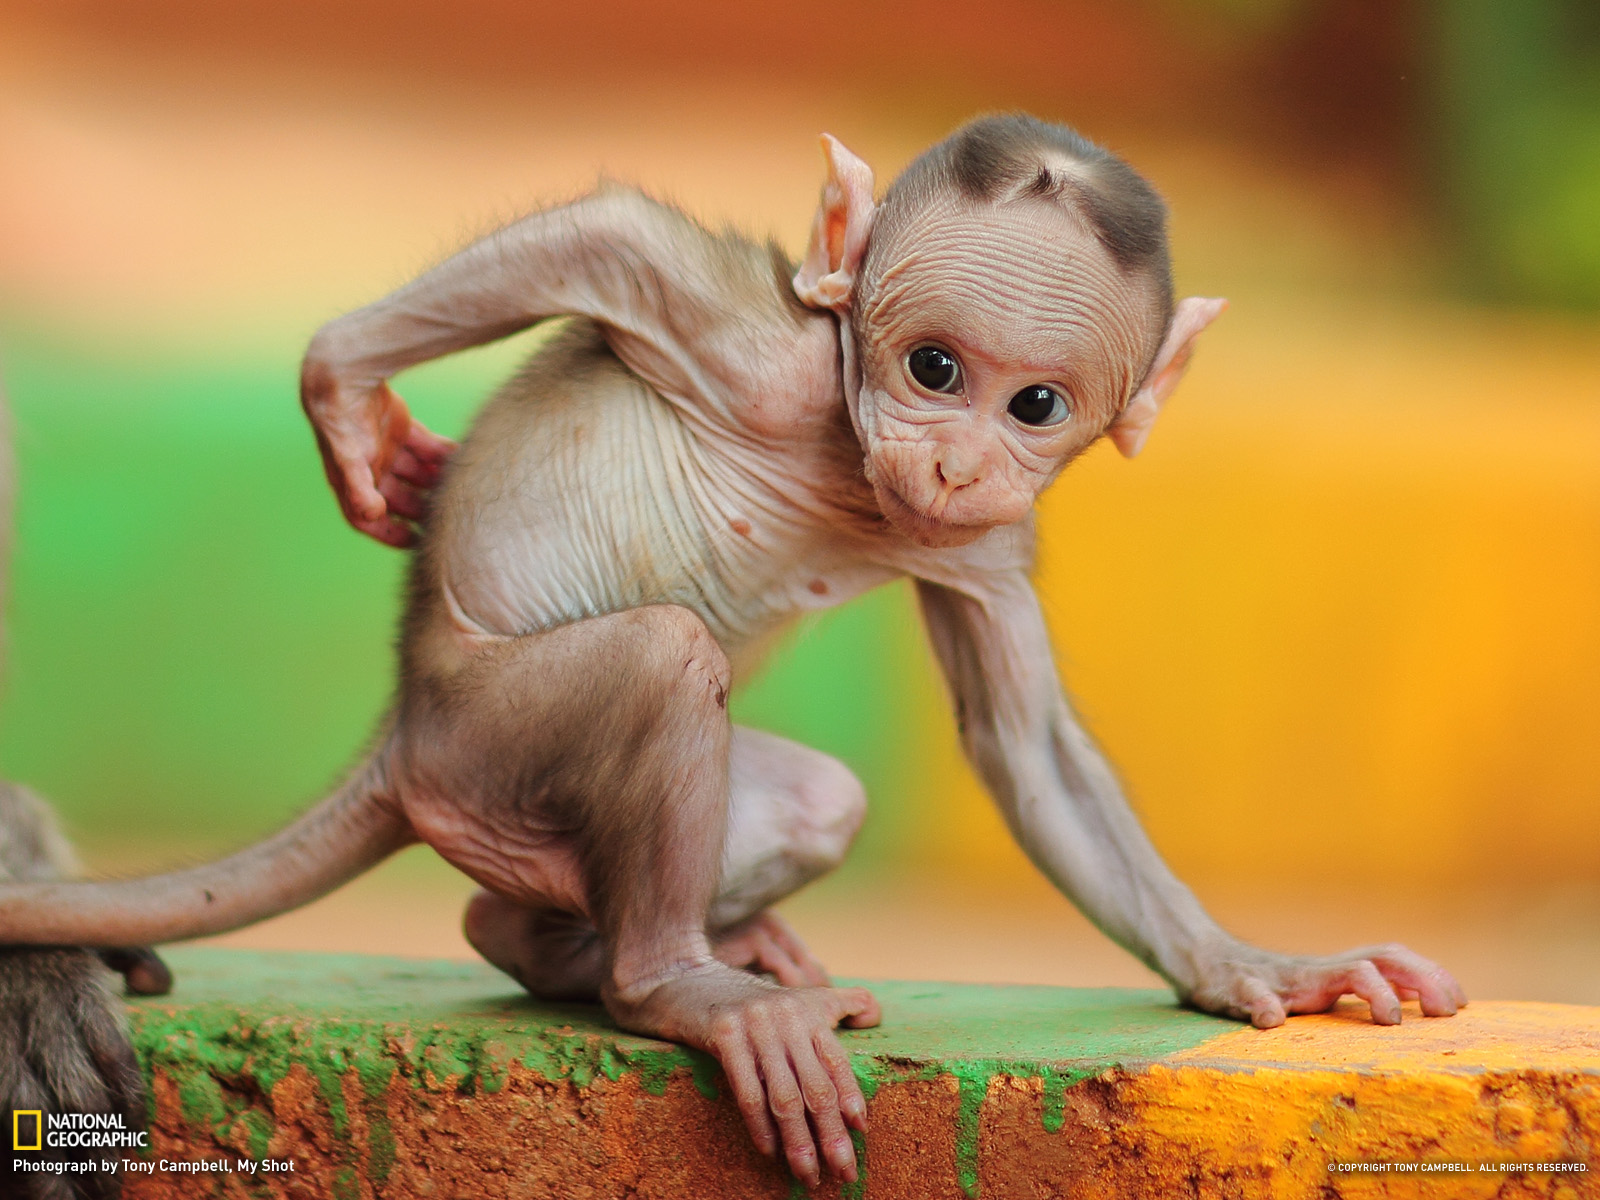 NATIONAL
GEOGRAPHIC
Photograph by Tony Campbell, My Shot
© COPYRIGHT TONY CAMPBELL. ALL RIGHTS RESERVED.